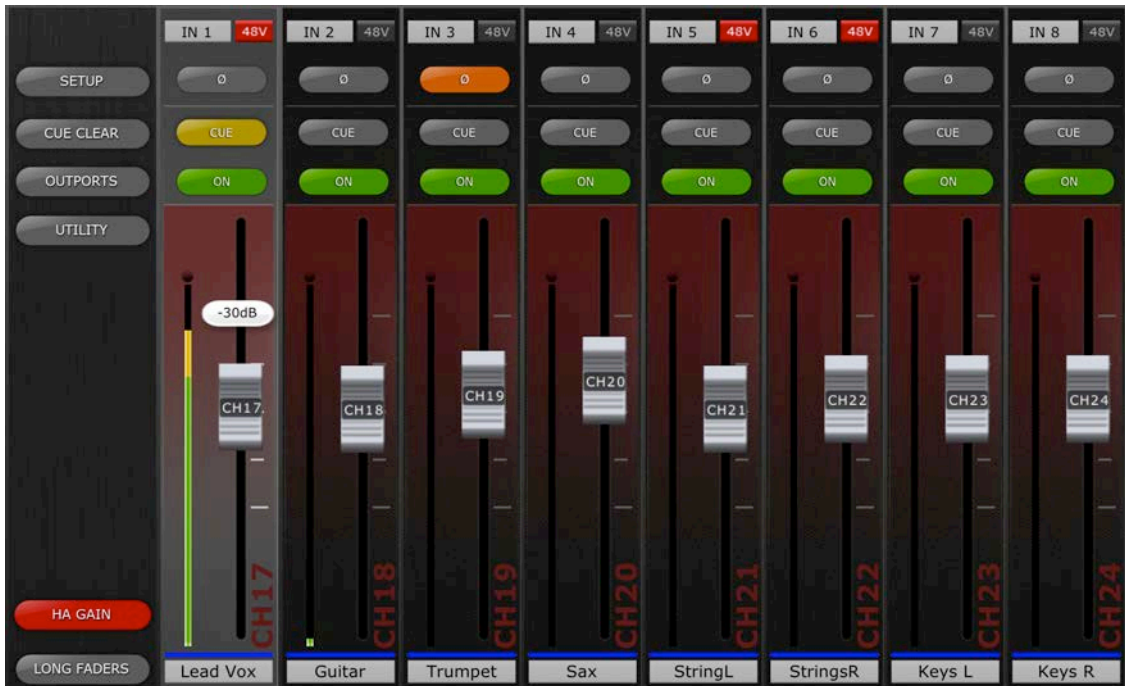 IN 1 48V IN 2 48V IN 3 48V IN 4 48V IN 5 48V IN 6 48V IN 7 48V IN 8 48V
SETUP Ø Ø Ø Ø Ø Ø Ø Ø
CUE CLEAR CUE CUE CUE CUE CUE CUE CUE CUE
OUTPORTS ON ON ON ON ON ON ON ON
UTILITY
-30dB
CH17 CH18 CH19 CH20 CH21 CH22 CH23 CH24
CH17 CH18 CH19 CH20 CH21 CH22 CH23 CH24
HA GAIN
LONG FADERS Lead Vox Guitar Trumpet Sax StringL StringsR Keys L Keys R